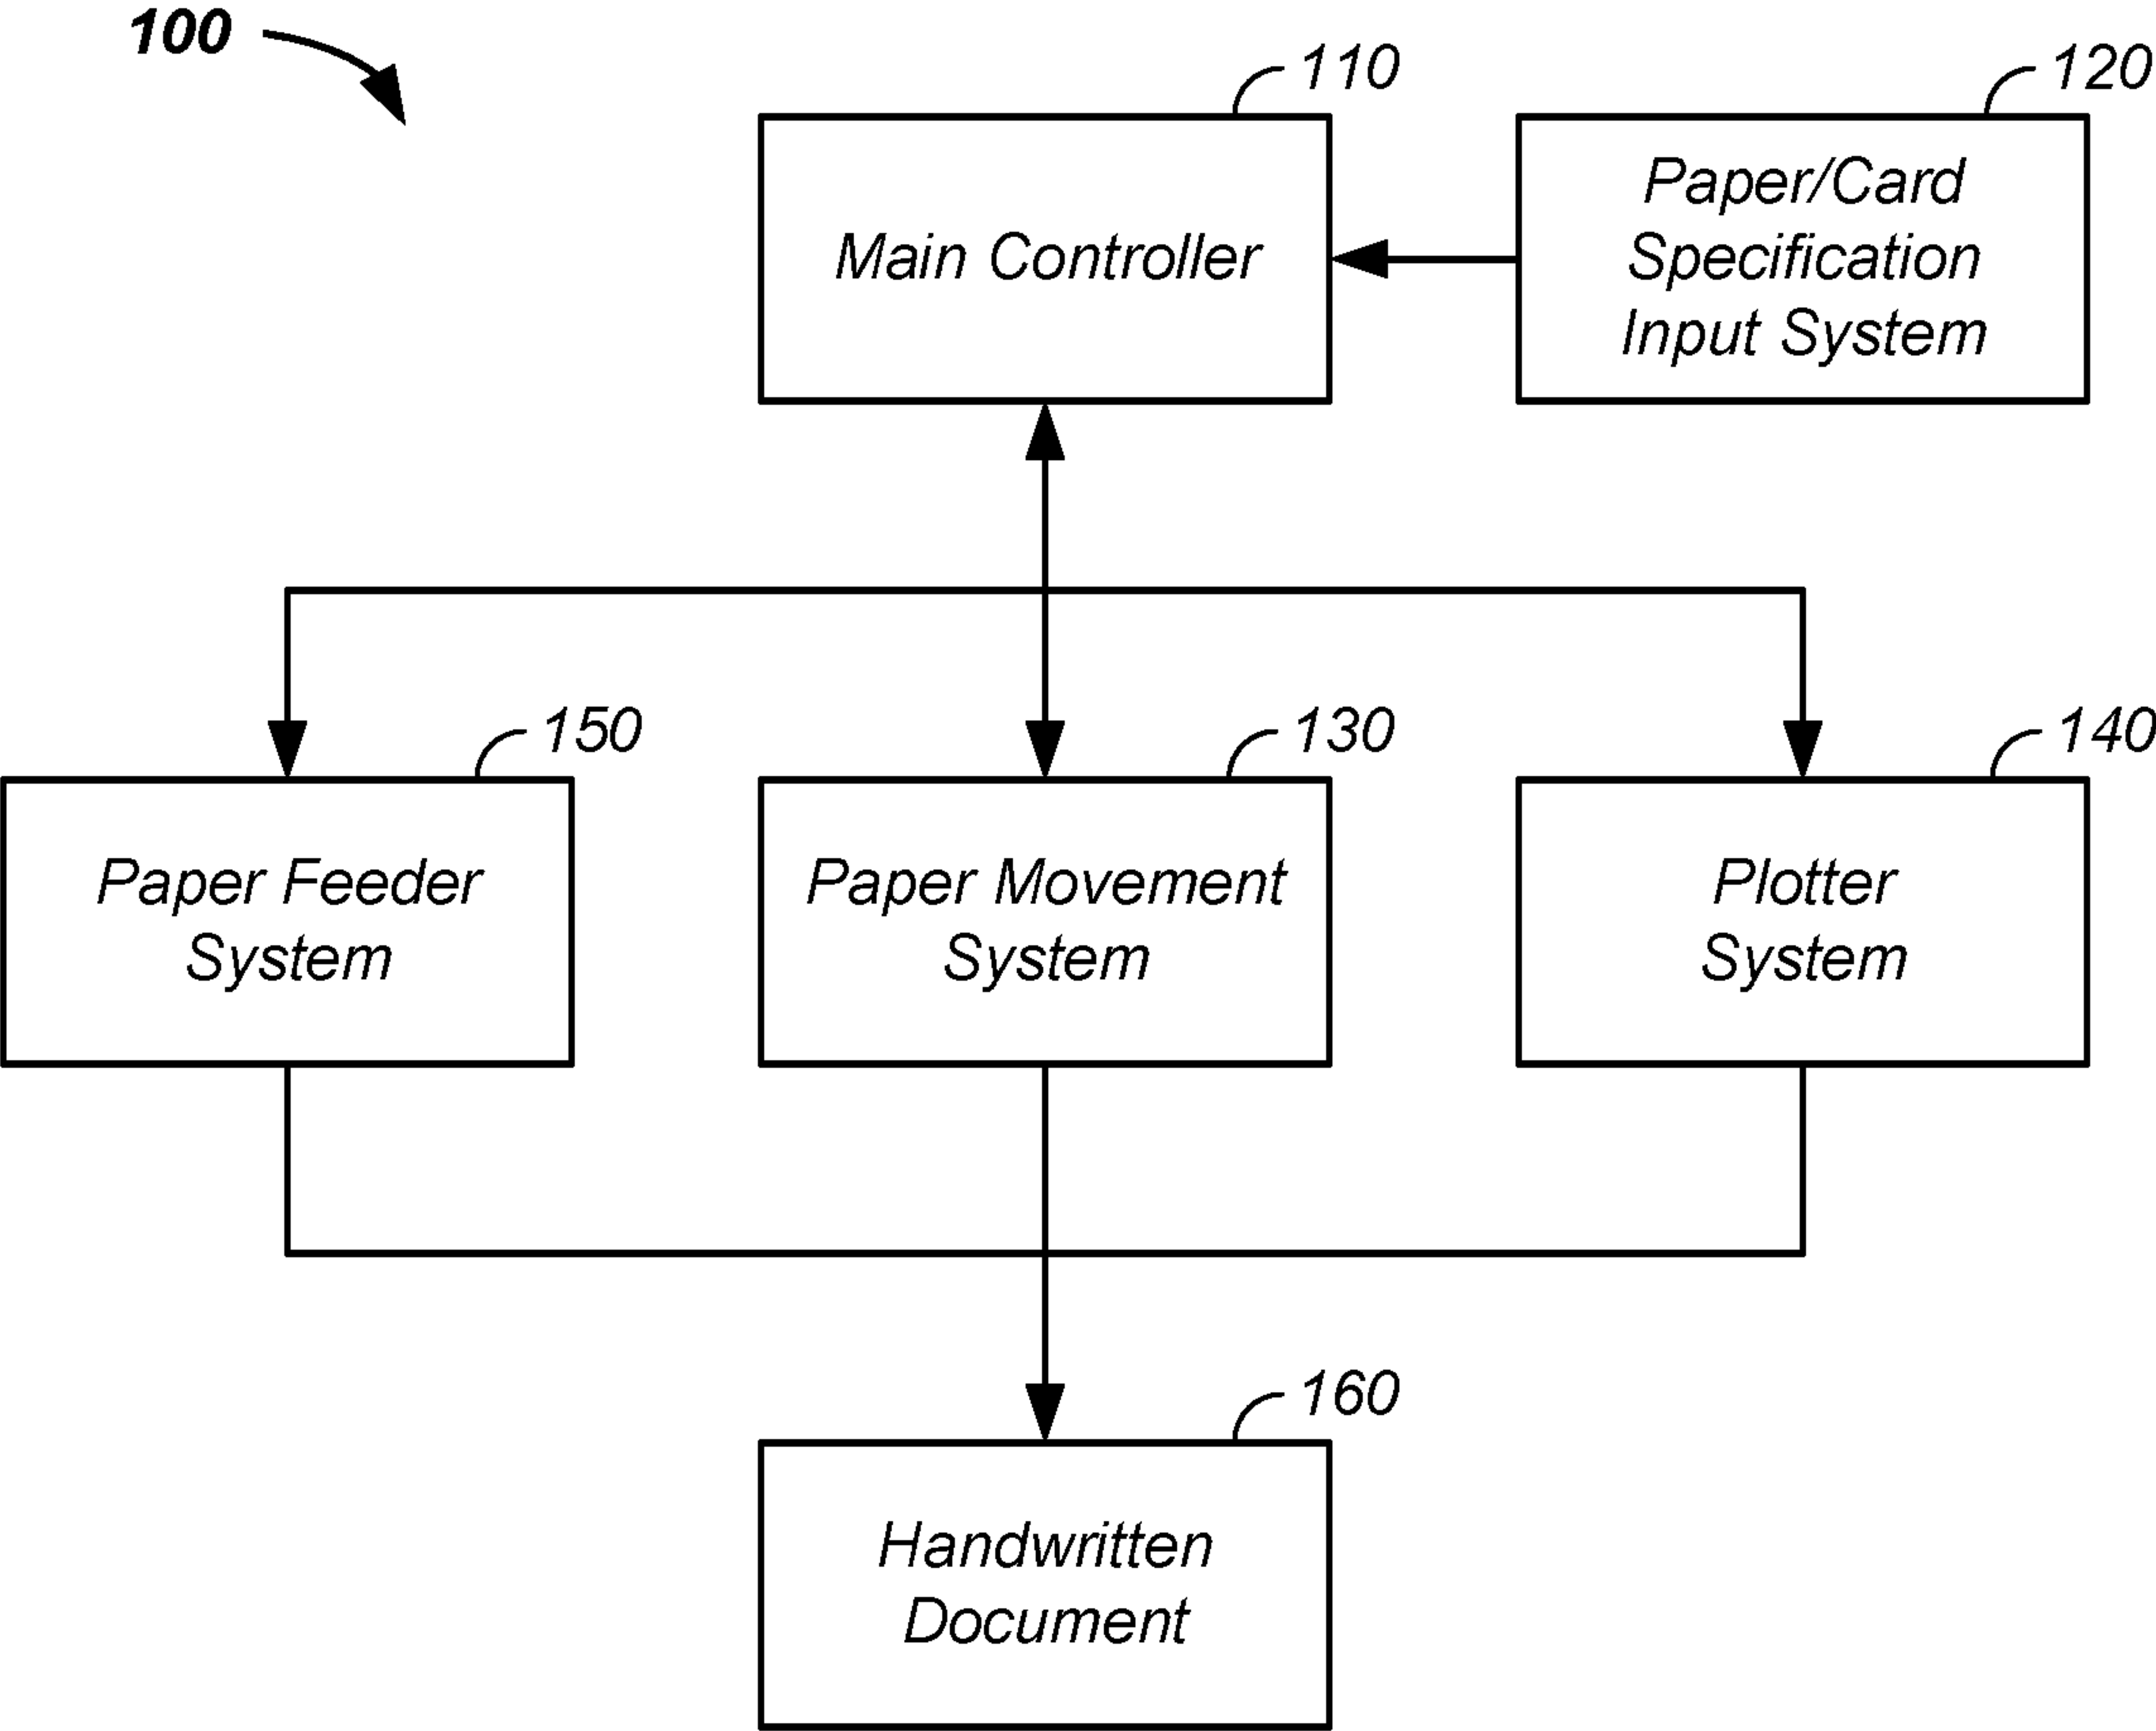 100
110
Main Controller
120
Paper/Card
Specification
Input System
150
Paper Feeder
System
130
Paper Movement
System
140
Plotter
System
160
Handwritten
Document